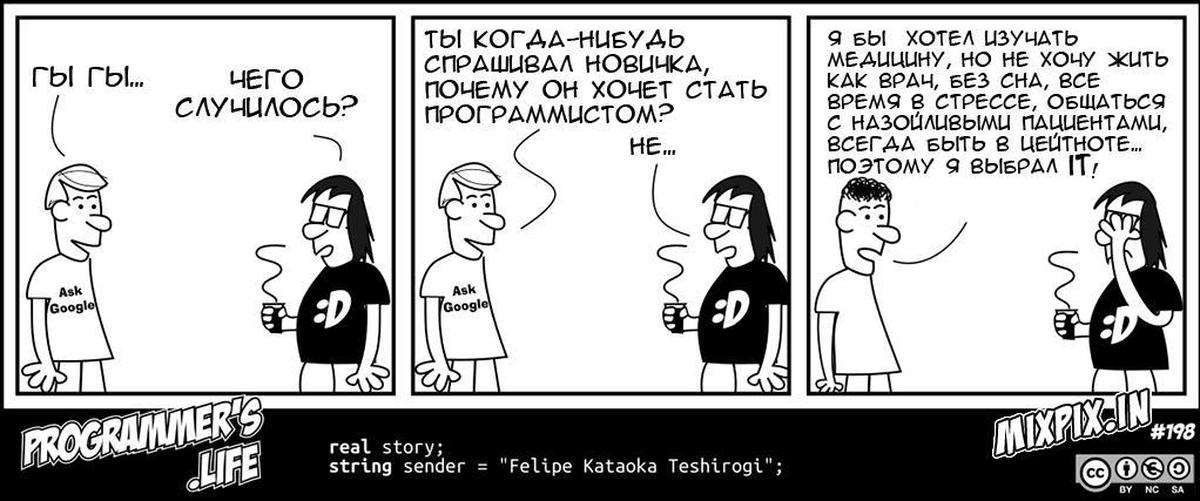 ГЫ ГЫ...
ЧЕГО
СЛУЧИЛОСЬ?
Ask
Google
:D
ТЫ КОГДА-НИБУДЬ
СПРАШИВАЛ НОВИЧКА,
ПОЧЕМУ ОН ХОЧЕТ СТАТЬ
ПРОГРАММИСТОМ?
НЕ...
Ask
Google
:D
Я БЫ ХОТЕЛ ИЗУЧАТЬ
МЕДИЦИНУ, НО НЕ ХОЧУ ЖИТЬ
КАК ВРАЧ, БЕЗ СНА, ВСЕ
ВРЕМЯ В СТРЕССЕ, ОБЩАТЬСЯ
С НАЗОЙЛИВЫМИ ПАЦИЕНТАМИ,
ВСЕГДА БЫТЬ В ЦЕЙТНОТЕ...
ПОЭТОМУ Я ВЫБРАЛ IT!
:D
PROGRAMMER'S
.LIFE
real story;
string sender = "Felipe Kataoka Teshirogi";
MIXPIX.IN
#198
cc
BY NC SA